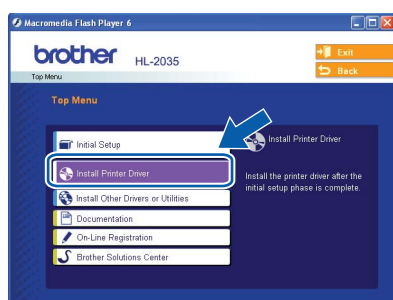 Macromedia Flash Player 6
brother HL-2035
Exit
Back
Top Menu
Top Menu
Initial Setup
Install Printer Driver
Install Other Drivers or Utilities
Documentation
On-Line Registration
Brother Solutions Center
Install Printer Driver
Install the printer driver after the
initial setup phase is complete.